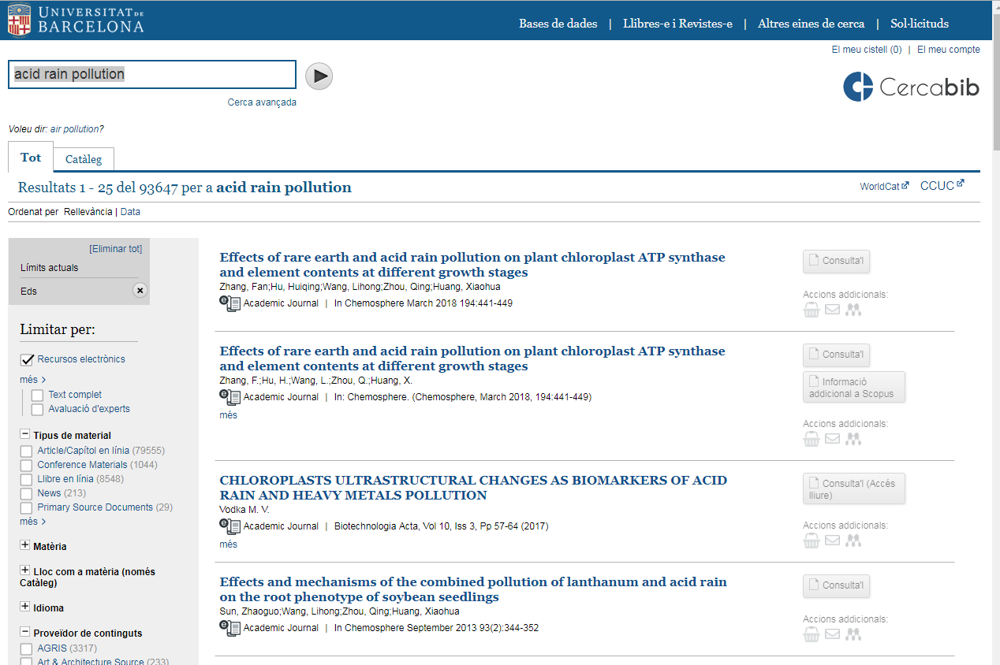 UNIVERSITAT DE
BARCELONA
Bases de dades | Llibres-e i Revistes-e | Altres eines de cerca | Sol·licituds
El meu cistell (0) | El meu compte
acid rain pollution
Cercabib
Cerca avançada
Voleu dir: air pollution?
Tot
Catàleg
Resultats 1 - 25 del 93647 per a acid rain pollution
WorldCat
CCUC
Ordenat per Rellevància | Data
[Eliminar tot]
Límits actuals
Eds
Limitar per:
Recursos electrònics
més >
Text complet
Avaluació d'experts
Tipus de material
Article/Capítol en línia (79555)
Conference Materials (1044)
Llibre en línia (8548)
News (213)
Primary Source Documents (29)
més >
Matèria
Lloc com a matèria (només
Catàleg)
Idioma
Proveïdor de continguts
AGRIS (3317)
Art & Architecture Source (233)
Effects of rare earth and acid rain pollution on plant chloroplast ATP synthase
and element contents at different growth stages
Zhang, Fan;Hu, Huiqing;Wang, Lihong;Zhou, Qing;Huang, Xiaohua
Academic Journal | In Chemosphere March 2018 194:441-449
Consulta'l
Accions addicionals:
Effects of rare earth and acid rain pollution on plant chloroplast ATP synthase
and element contents at different growth stages
Zhang, F.;Hu, H.;Wang, L.;Zhou, Q.;Huang, X.
Academic Journal | In: Chemosphere. (Chemosphere, March 2018, 194:441-449)
més
Consulta'l
Informació
addicional a Scopus
Accions addicionals:
CHLOROPLASTS ULTRASTRUCTURAL CHANGES AS BIOMARKERS OF ACID
RAIN AND HEAVY METALS POLLUTION
Vodka M. V.
Academic Journal | Biotechnologia Acta, Vol 10, Iss 3, Pp 57-64 (2017)
més
Consulta'l (Accés
lliure)
Accions addicionals:
Effects and mechanisms of the combined pollution of lanthanum and acid rain
on the root phenotype of soybean seedlings
Sun, Zhaoguo;Wang, Lihong;Zhou, Qing;Huang, Xiaohua
Academic Journal | In Chemosphere September 2013 93(2):344-352
Consulta'l
Accions addicionals: